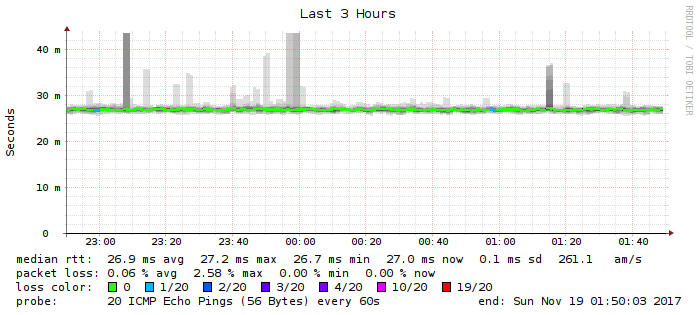 Last 3 Hours
RRDTOOL / TOBI OETIKER
Seconds
40 m
30 m
20 m
10 m
0
23:00 23:20 23:40 00:00 00:20 00:40 01:00 01:20 01:40
median rtt: 26.9 ms avg 27.2 ms max 26.7 ms min 27.0 ms now 0.1 ms sd 261.1 am/s
packet loss: 0.06 % avg 2.58 % max 0.00 % min 0.00 % now
loss color: 0 1/20 2/20 3/20 4/20 10/20 19/20
probe: 20 ICMP Echo Pings (56 Bytes) every 60s end: Sun Nov 19 01:50:03 2017